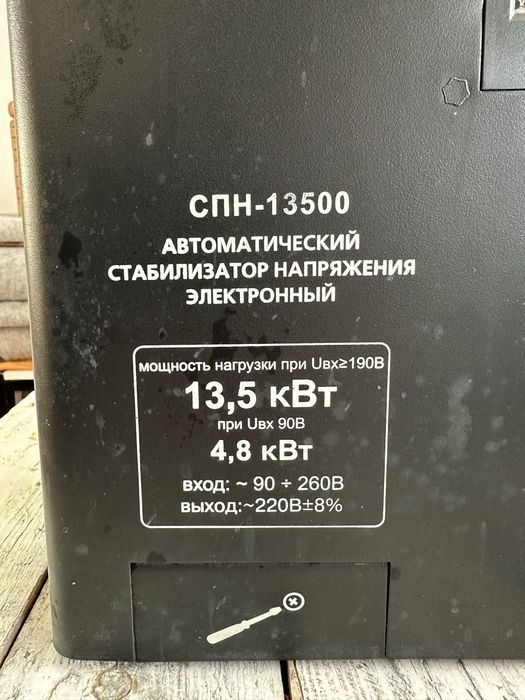 СПН-13500
АВТОМАТИЧЕСКИЙ
СТАБИЛИЗАТОР НАПРЯЖЕНИЯ
ЭЛЕКТРОННЫЙ
мощность нагрузки при Uвх≥190В
13,5 кВт
при Uвх 90В
4,8 кВт
ВХОД: ~ 90 ÷ 260В
ВЫХОД:~220В±8%